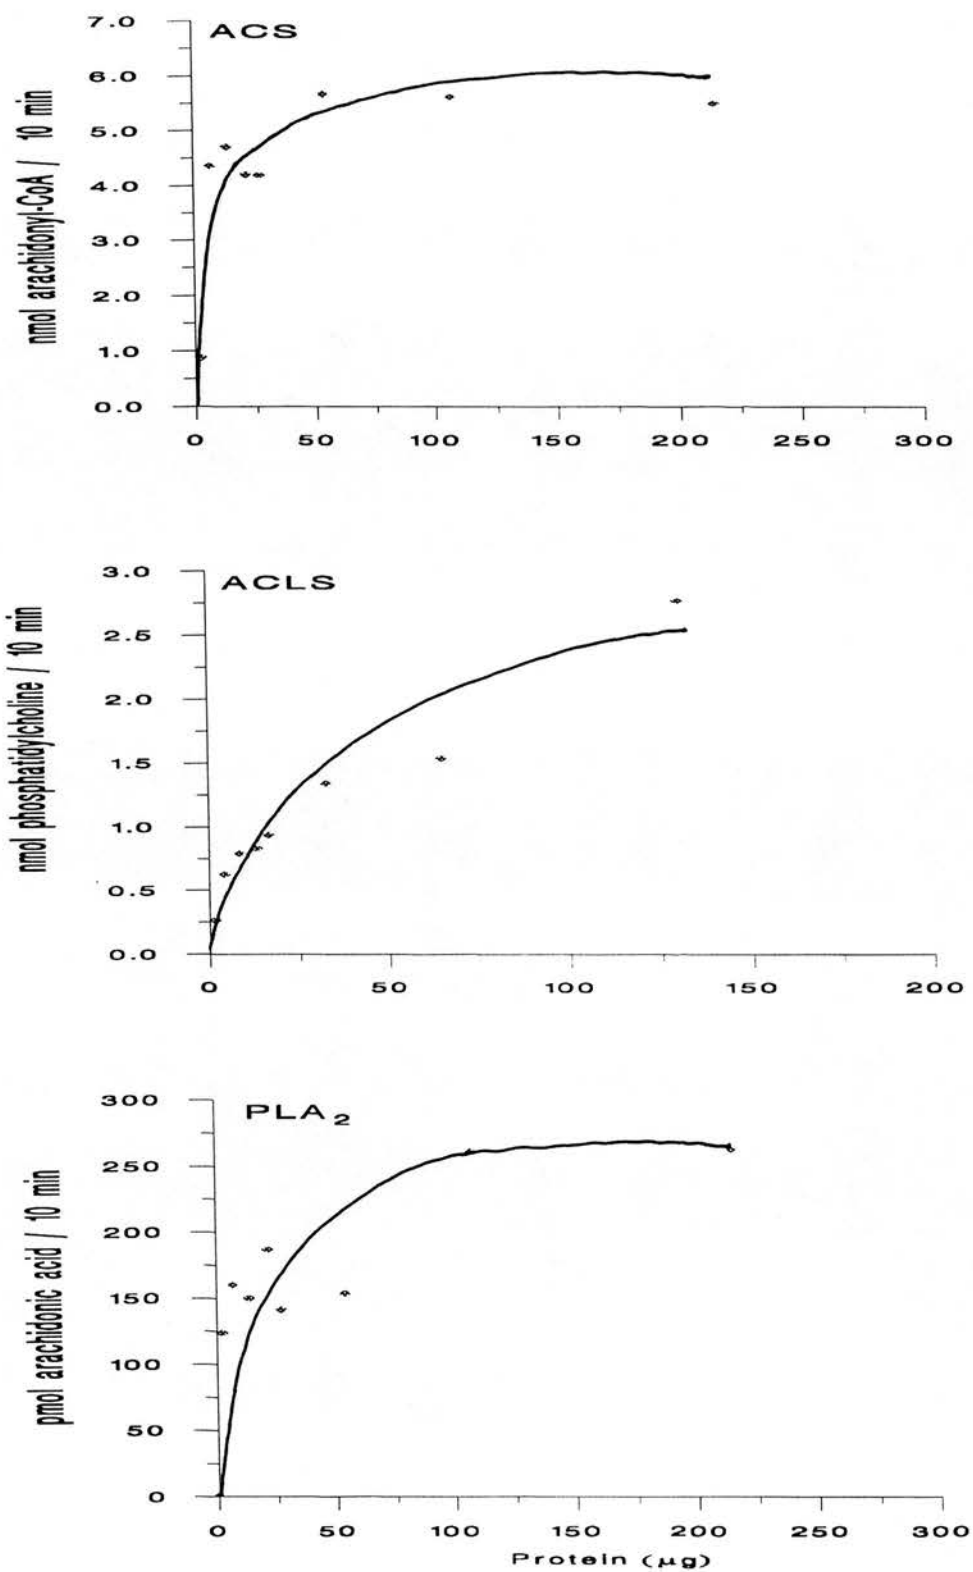 ACS
nmol arachidonyl-CoA / 10 min
7.0
6.0
5.0
4.0
3.0
2.0
1.0
0.0
0 50 100 150 200 250 300
ACLS
nmol phosphatidylcholine / 10 min
3.0
2.5
2.0
1.5
1.0
0.5
0.0
0 50 100 150 200
PLA2
pmol arachidonic acid / 10 min
300
250
200
150
100
50
0
0 50 100 150 200 250 300
Protein (μg)